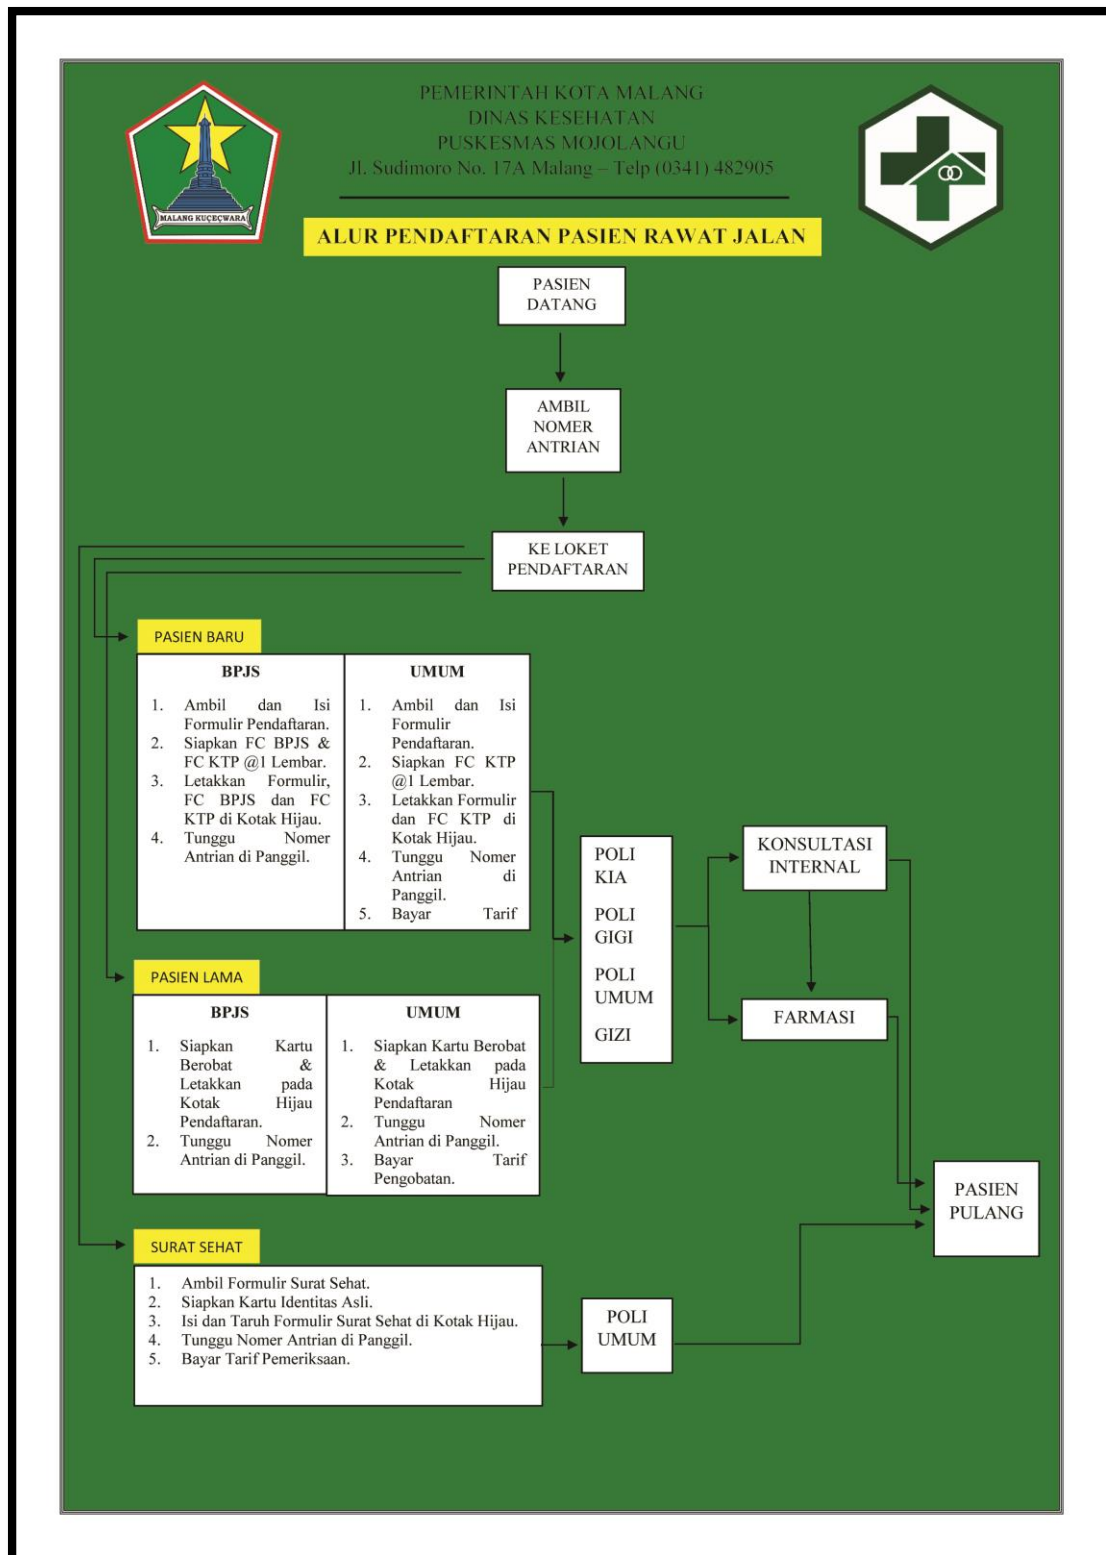 PEMERINTAH KOTA MALANG
DINAS KESEHATAN
PUSKESMAS MOJOLANGU
Jl. Sudimoro No. 17A Malang – Telp (0341) 482905
MALANG KUÇEÇWARA
ALUR PENDAFTARAN PASIEN RAWAT JALAN
PASIEN
DATANG
AMBIL
NOMER
ANTRIAN
KE LOKET
PENDAFTARAN
PASIEN BARU
BPJS
1. Ambil dan Isi
Formulir Pendaftaran.
2. Siapkan FC BPJS &
FC KTP @1 Lembar.
3. Letakkan Formulir,
FC BPJS dan FC
KTP di Kotak Hijau.
4. Tunggu Nomer
Antrian di Panggil.
UMUM
1. Ambil dan Isi
Formulir
Pendaftaran.
2. Siapkan FC KTP
@1 Lembar.
3. Letakkan Formulir
dan FC KTP di
Kotak Hijau.
4. Tunggu Nomer
Antrian di
Panggil.
5. Bayar Tarif
PASIEN LAMA
BPJS
1. Siapkan Kartu
Berobat &
Letakkan pada
Kotak Hijau
Pendaftaran.
2. Tunggu Nomer
Antrian di Panggil.
UMUM
1. Siapkan Kartu Berobat
& Letakkan pada
Kotak Hijau
Pendaftaran
2. Tunggu Nomer
Antrian di Panggil.
3. Bayar Tarif
Pengobatan.
SURAT SEHAT
1. Ambil Formulir Surat Sehat.
2. Siapkan Kartu Identitas Asli.
3. Isi dan Taruh Formulir Surat Sehat di Kotak Hijau.
4. Tunggu Nomer Antrian di Panggil.
5. Bayar Tarif Pemeriksaan.
POLI
KIA
POLI
GIGI
POLI
UMUM
GIZI
KONSULTASI
INTERNAL
FARMASI
POLI
UMUM
PASIEN
PULANG